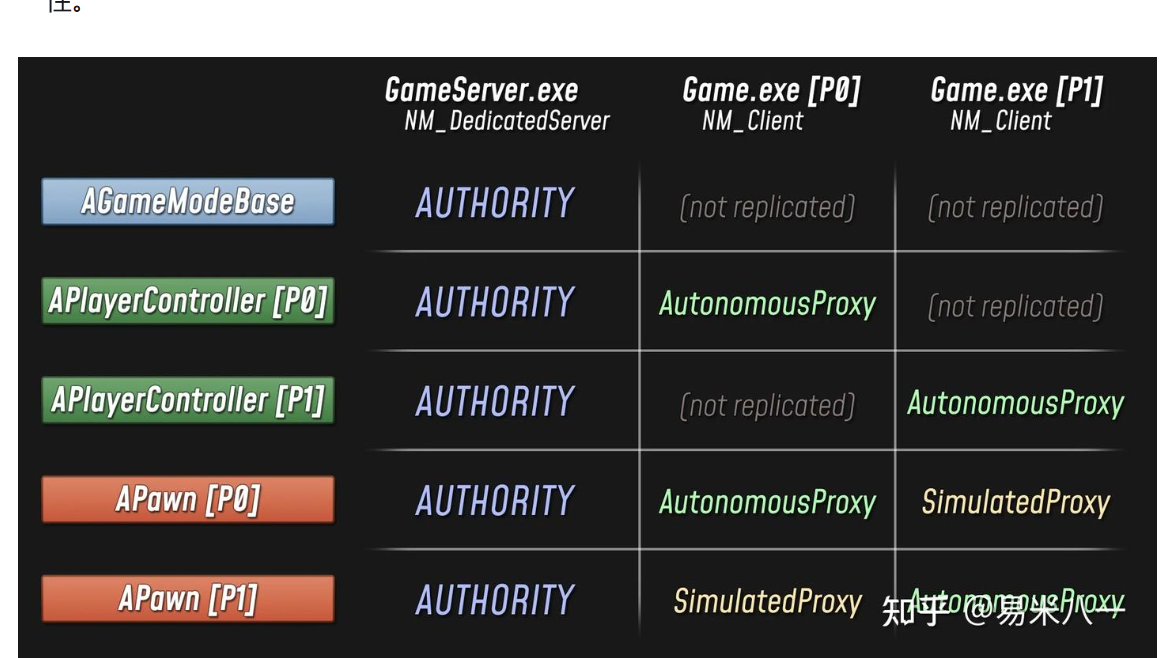 性。
GameServer.exe Game.exe [P0] Game.exe [P1]
NM_DedicatedServer NM_Client NM_Client
AGameModeBase AUTHORITY (not replicated) (not replicated)
APlayerController [P0] AUTHORITY AutonomousProxy (not replicated)
APlayerController [P1] AUTHORITY (not replicated) AutonomousProxy
APawn [P0] AUTHORITY AutonomousProxy SimulatedProxy
APawn [P1] AUTHORITY SimulatedProxy AutonomousProxy
知乎 @易米八一